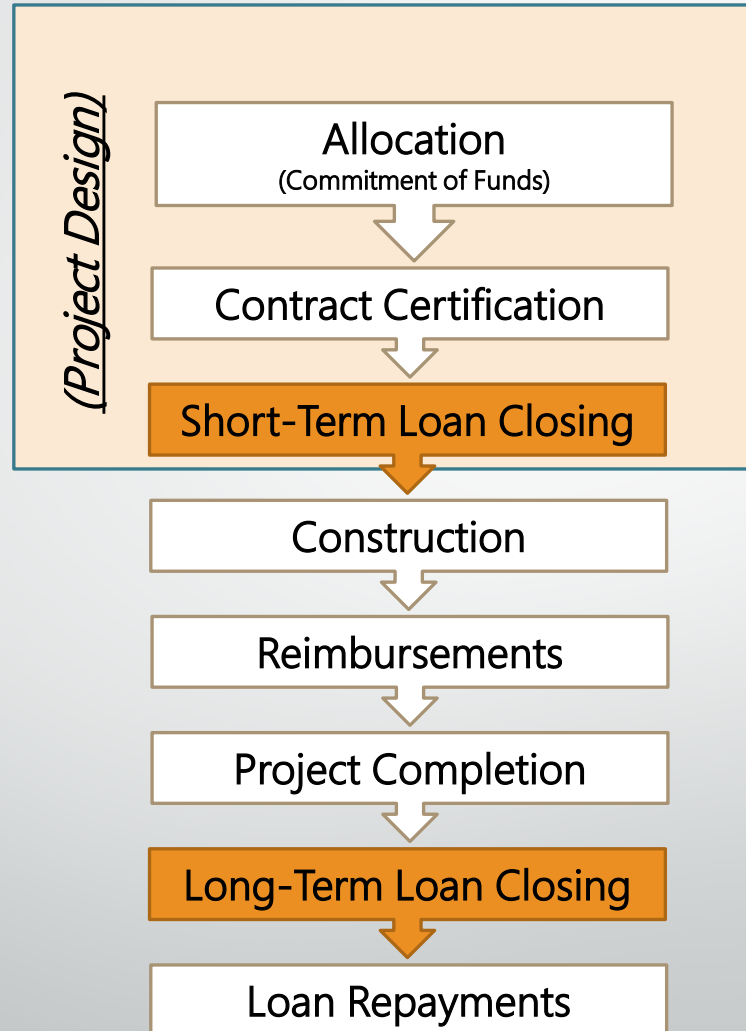 (Project Design)
Allocation
(Commitment of Funds)
Contract Certification
Short-Term Loan Closing
Construction
Reimbursements
Project Completion
Long-Term Loan Closing
Loan Repayments